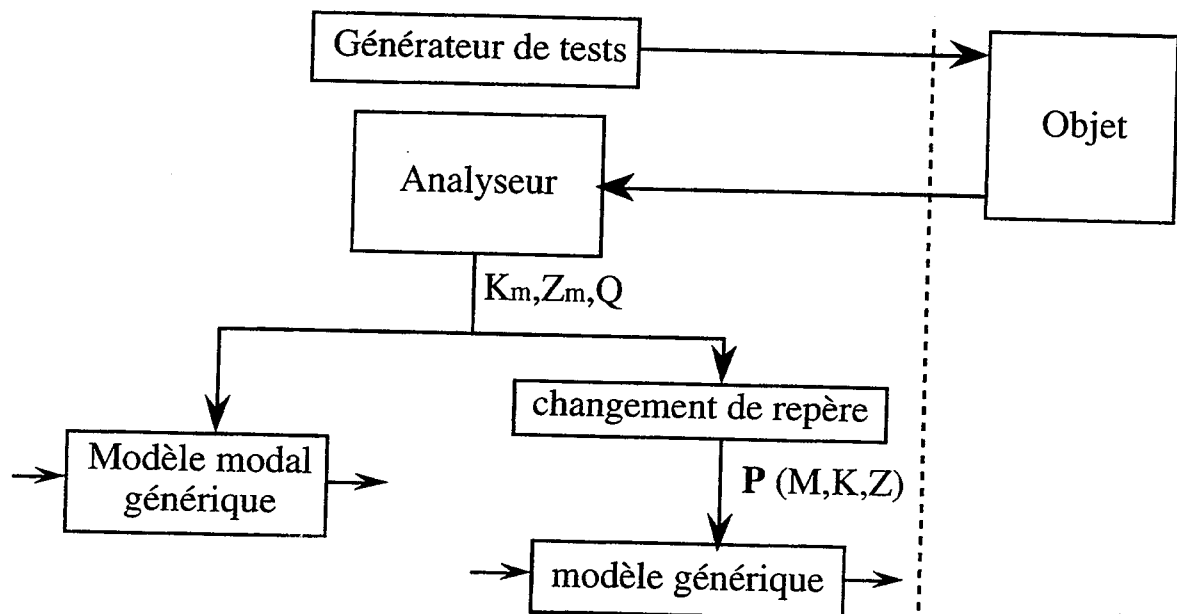 Générateur de tests
Objet
Analyseur
Km,Zm,Q
changement de repère
Modèle modal
générique
P (M,K,Z)
modèle générique